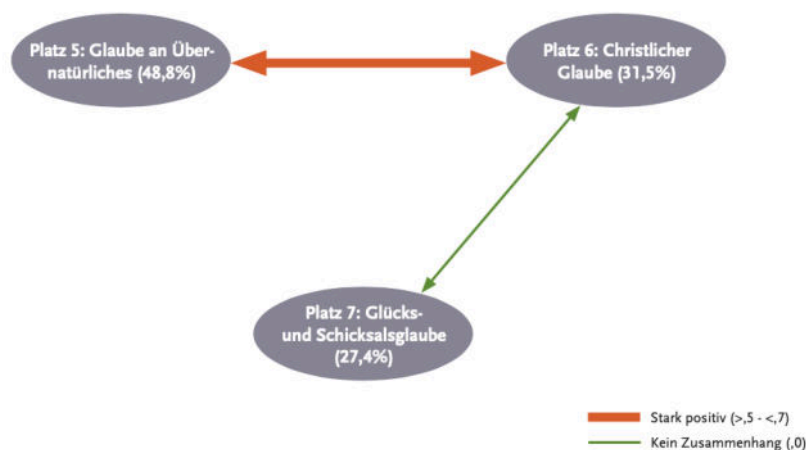 Platz 5: Glaube an Über-
natürliches (48,8%)
Platz 6: Christlicher
Glaube (31,5%)
Platz 7: Glücks-
und Schicksalsglaube
(27,4%)
Stark positiv (>,5 - <,7)
Kein Zusammenhang (,0)